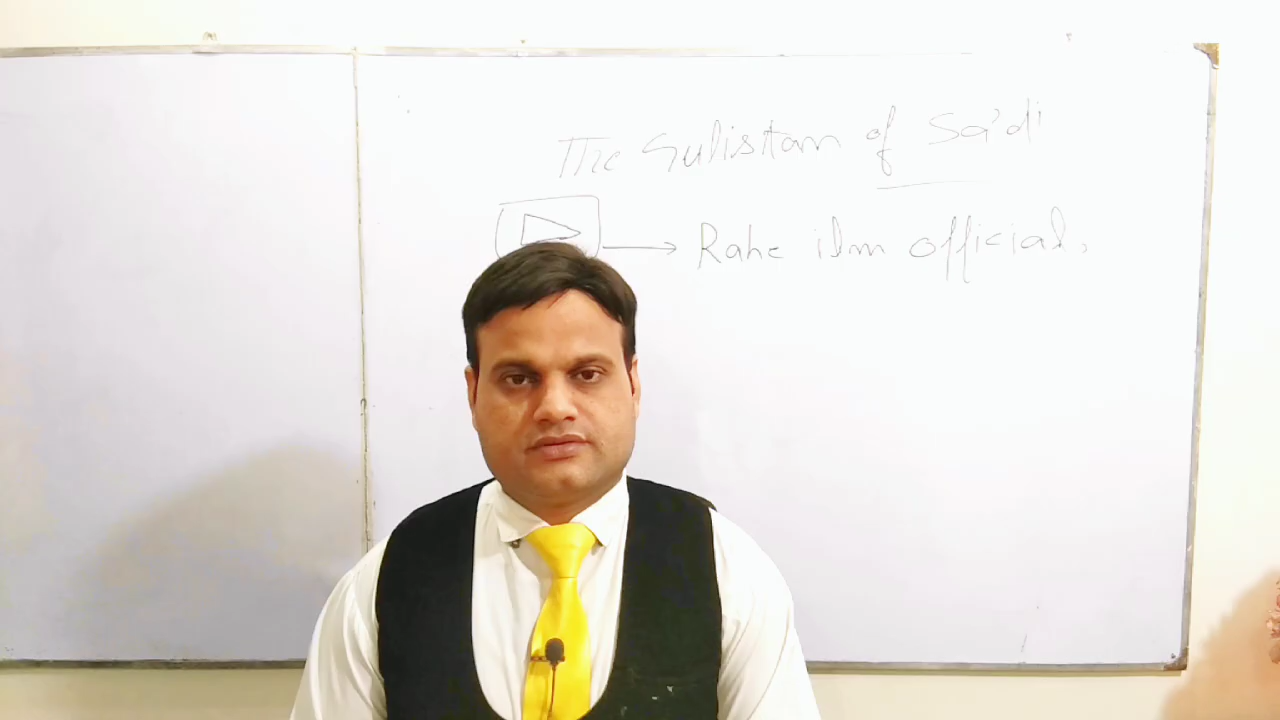 The Gulistan of Sa'di
Rahe ilm official,